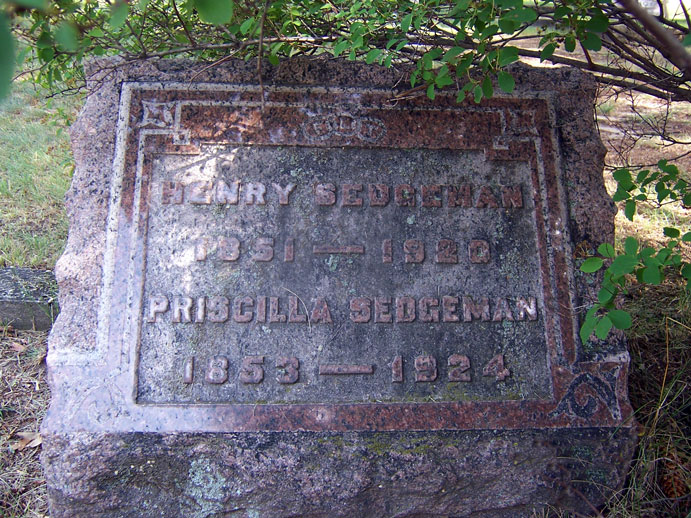 HENRY SEDGEMAN
1851 — 1920
PRISCILLA SEDGEMAN
1853 — 1924